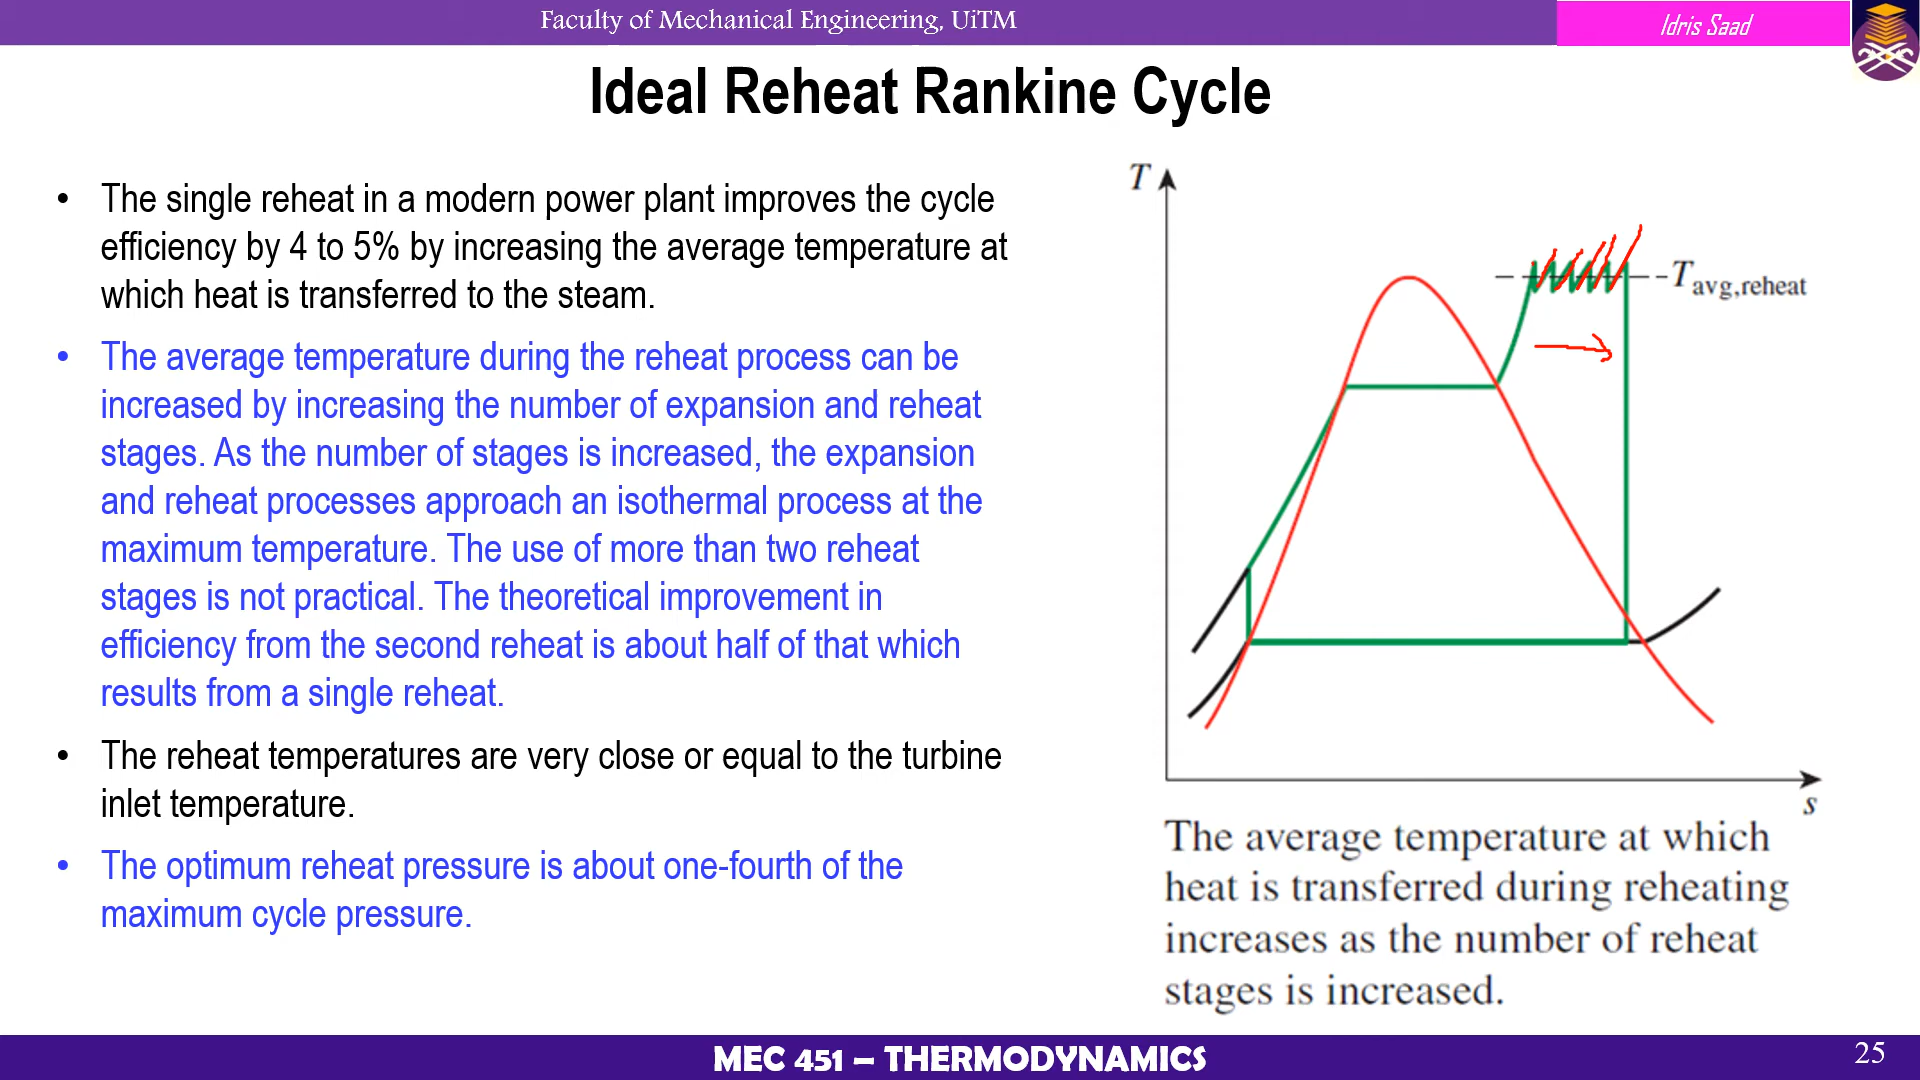 Faculty of Mechanical Engineering, UiTM
Idris Saad
Ideal Reheat Rankine Cycle
• The single reheat in a modern power plant improves the cycle
efficiency by 4 to 5% by increasing the average temperature at
which heat is transferred to the steam.
• The average temperature during the reheat process can be
increased by increasing the number of expansion and reheat
stages. As the number of stages is increased, the expansion
and reheat processes approach an isothermal process at the
maximum temperature. The use of more than two reheat
stages is not practical. The theoretical improvement in
efficiency from the second reheat is about half of that which
results from a single reheat.
• The reheat temperatures are very close or equal to the turbine
inlet temperature.
• The optimum reheat pressure is about one-fourth of the
maximum cycle pressure.
T
Tavg,reheat
s
The average temperature at which
heat is transferred during reheating
increases as the number of reheat
stages is increased.
MEC 451 – THERMODYNAMICS
25